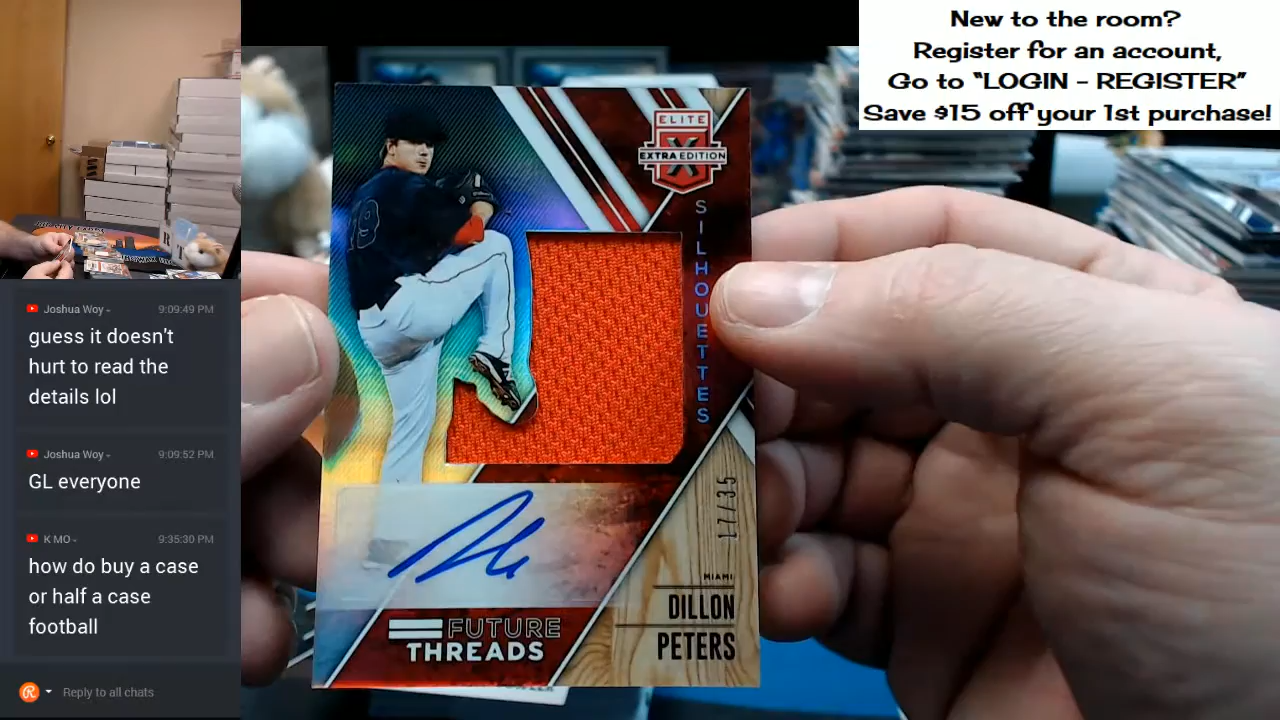 New to the room?
Register for an account,
Go to "LOGIN - REGISTER"
Save $15 off your 1st purchase!
Joshua Woy
9:09:49 PM
guess it doesn't
hurt to read the
details lol
Joshua Woy
9:09:52 PM
GL everyone
K MO
9:35:30 PM
how do buy a case
or half a case
football
Reply to all chats
ELITE
X
EXTRA EDITION
SILHOUETTES
19
17/35
MIAMI
DILLON
PETERS
FUTURE
THREADS